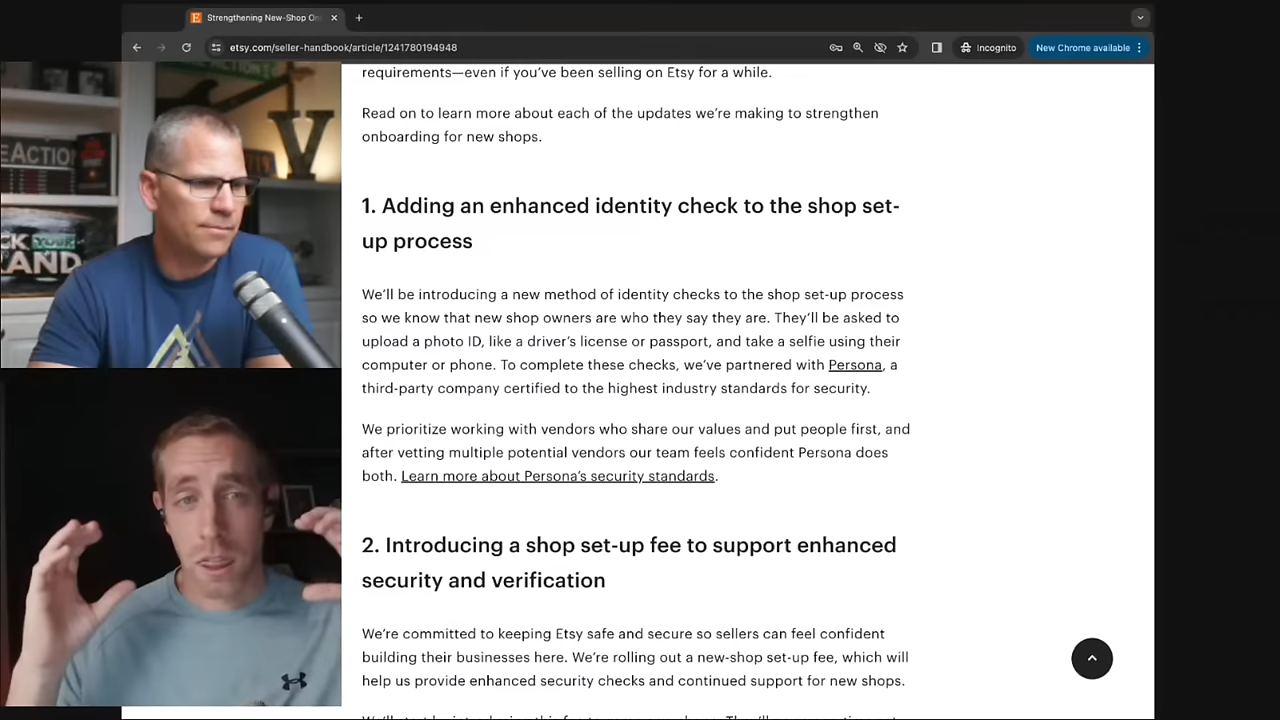 Strengthening New-Shop On
etsy.com/seller-handbook/article/1241780194948
Incognito
New Chrome available
requirements—even if you've been selling on Etsy for a while.
Read on to learn more about each of the updates we're making to strengthen
onboarding for new shops.
1. Adding an enhanced identity check to the shop set-
up process
We'll be introducing a new method of identity checks to the shop set-up process
so we know that new shop owners are who they say they are. They'll be asked to
upload a photo ID, like a driver's license or passport, and take a selfie using their
computer or phone. To complete these checks, we've partnered with Persona, a
third-party company certified to the highest industry standards for security.
We prioritize working with vendors who share our values and put people first, and
after vetting multiple potential vendors our team feels confident Persona does
both. Learn more about Persona's security standards.
2. Introducing a shop set-up fee to support enhanced
security and verification
We're committed to keeping Etsy safe and secure so sellers can feel confident
building their businesses here. We're rolling out a new-shop set-up fee, which will
help us provide enhanced security checks and continued support for new shops.
E
V